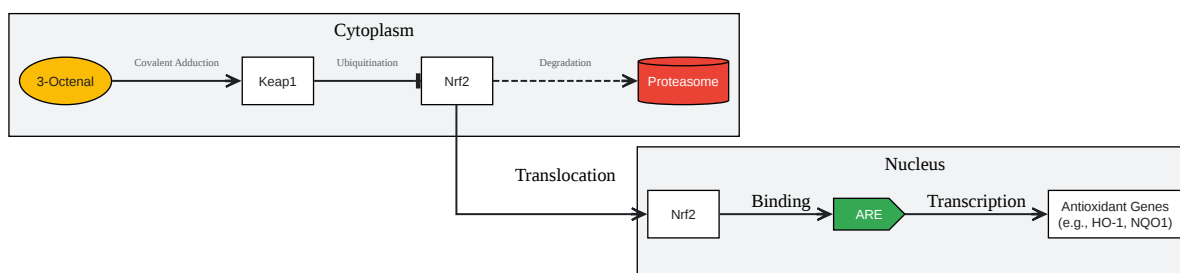 Cytoplasm
3-Octenal
Covalent Adduction
Keap1
Ubiquitination
Nrf2
Degradation
Proteasome
Translocation
Nucleus
Nrf2
Binding
ARE
Transcription
Antioxidant Genes
(e.g., HO-1, NQO1)